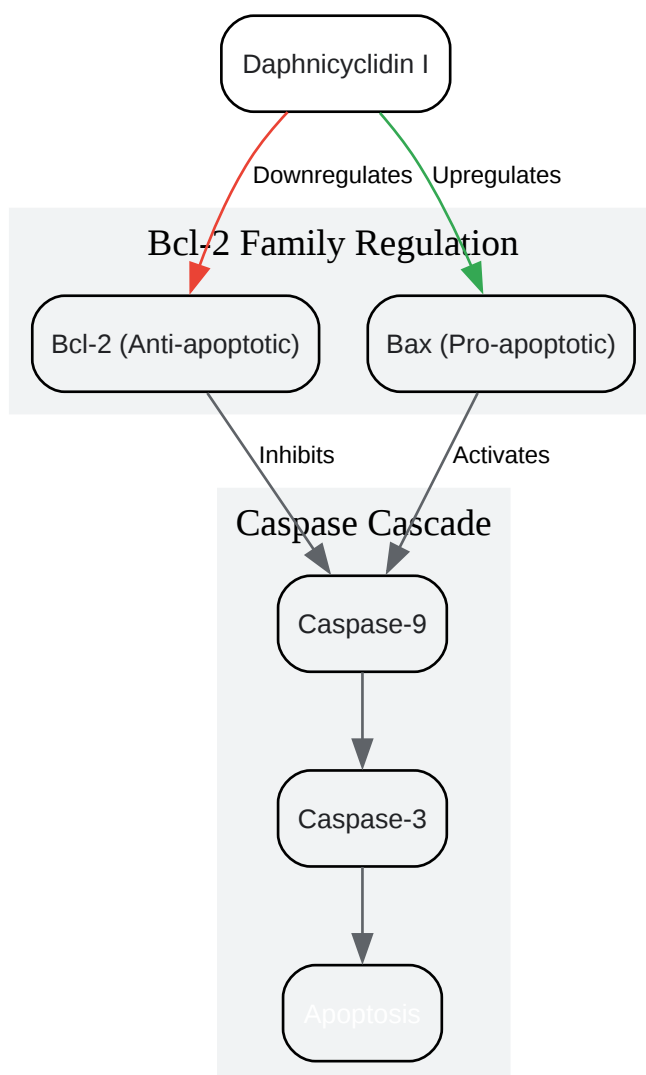 Daphnicyclidin I
Downregulates
Upregulates
Bcl-2 Family Regulation
Bcl-2 (Anti-apoptotic)
Bax (Pro-apoptotic)
Inhibits
Activates
Caspase Cascade
Caspase-9
Caspase-3
Apoptosis